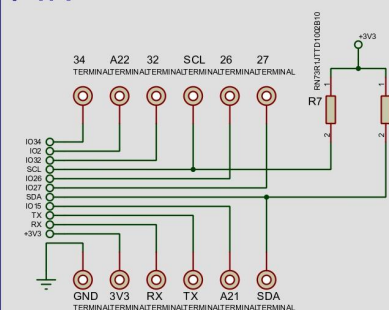 34 A22 32 SCL 26 27
TERMINAL TERMINAL TERMINAL TERMINAL TERMINAL TERMINAL
RN73R1JTTD1002B10
+3V3
R7
1
2
1
2
IO34
IO2
IO32
SCL
IO26
IO27
SDA
IO15
TX
RX
+3V3
GND 3V3 RX TX A21 SDA
TERMINAL TERMINAL TERMINAL TERMINAL TERMINAL TERMINAL